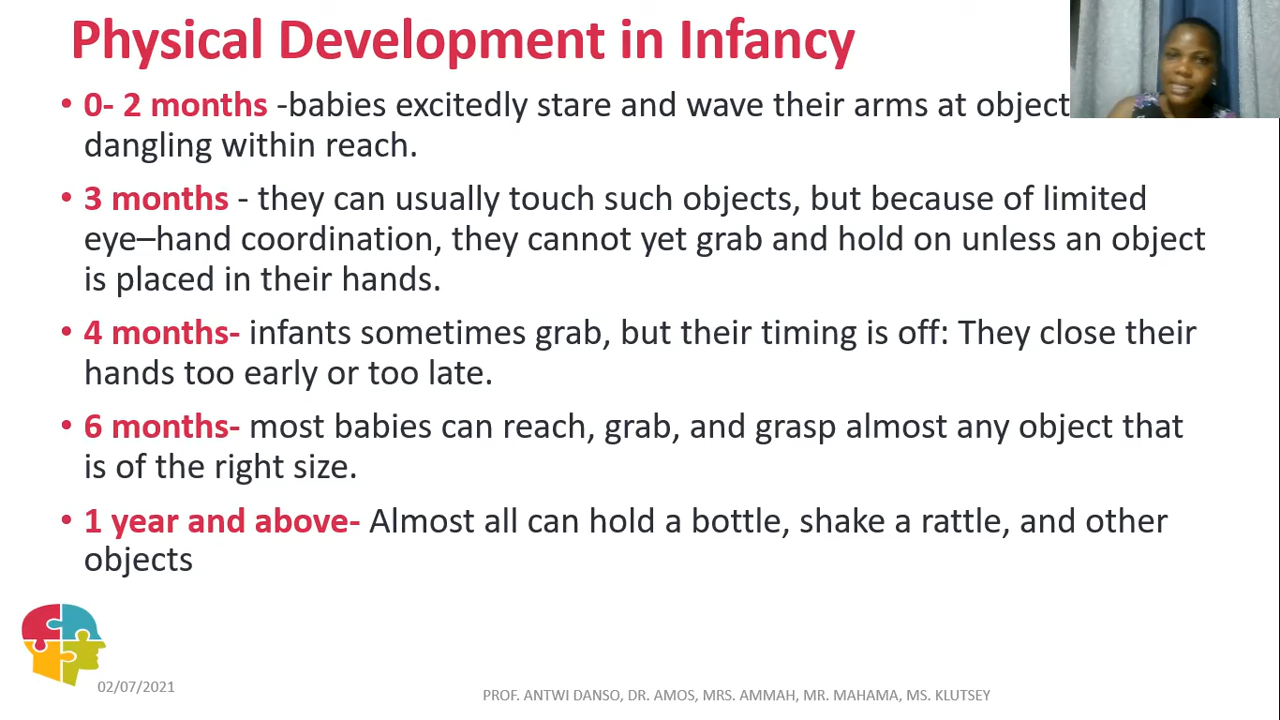 Physical Development in Infancy
• 0- 2 months -babies excitedly stare and wave their arms at object
dangling within reach.
• 3 months - they can usually touch such objects, but because of limited
eye–hand coordination, they cannot yet grab and hold on unless an object
is placed in their hands.
• 4 months- infants sometimes grab, but their timing is off: They close their
hands too early or too late.
• 6 months- most babies can reach, grab, and grasp almost any object that
is of the right size.
• 1 year and above- Almost all can hold a bottle, shake a rattle, and other
objects
02/07/2021
PROF. ANTWI DANSO, DR. AMOS, MRS. AMMAH, MR. MAHAMA, MS. KLUTSEY